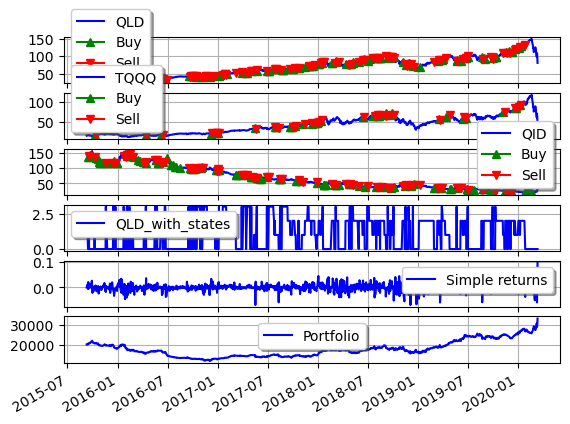 150
100
50
QLD
Buy
Sell
100
50
TQQQ
Buy
Sell
150
100
50
QID
Buy
Sell
2.5
0.0
QLD_with_states
0.1
0.0
Simple returns
30000
20000
Portfolio
2015-07
2016-01
2016-07
2017-01
2017-07
2018-01
2018-07
2019-01
2019-07
2020-01